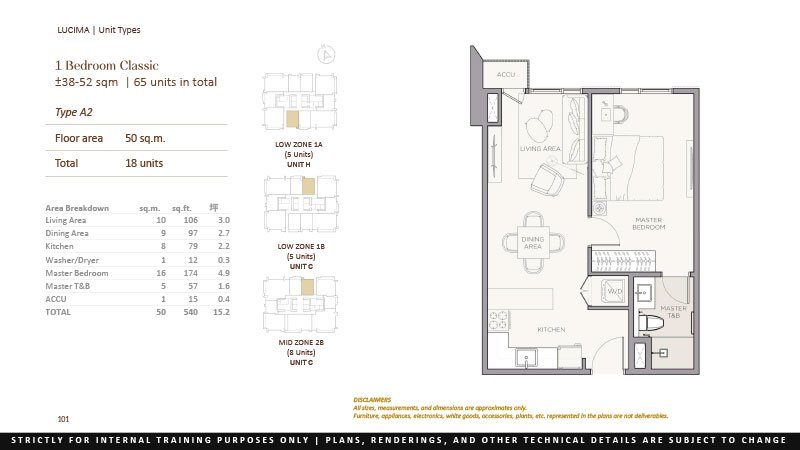 LUCIMA | Unit Types
1 Bedroom Classic
±38-52 sqm | 65 units in total
Type A2
Floor area 50 sq.m.
Total 18 units
Area Breakdown sq.m. sq.ft. 坪
Living Area 10 106 3.0
Dining Area 9 97 2.7
Kitchen 8 79 2.2
Washer/Dryer 1 12 0.3
Master Bedroom 16 174 4.9
Master T&B 5 57 1.6
ACCU 1 15 0.4
TOTAL 50 540 15.2
LOW ZONE 1A
(5 Units)
UNIT H
LOW ZONE 1B
(5 Units)
UNIT C
MID ZONE 2B
(8 Units)
UNIT C
ACCU
LIVING AREA
MASTER
BEDROOM
DINING
AREA
W/D
MASTER
T&B
KITCHEN
DISCLAIMERS
All sizes, measurements, and dimensions are approximates only.
Furniture, appliances, electronics, white goods, accessories, plants, etc. represented in the plans are not deliverables.
101
STRICTLY FOR INTERNAL TRAINING PURPOSES ONLY | PLANS, RENDERINGS, AND OTHER TECHNICAL DETAILS ARE SUBJECT TO CHANGE